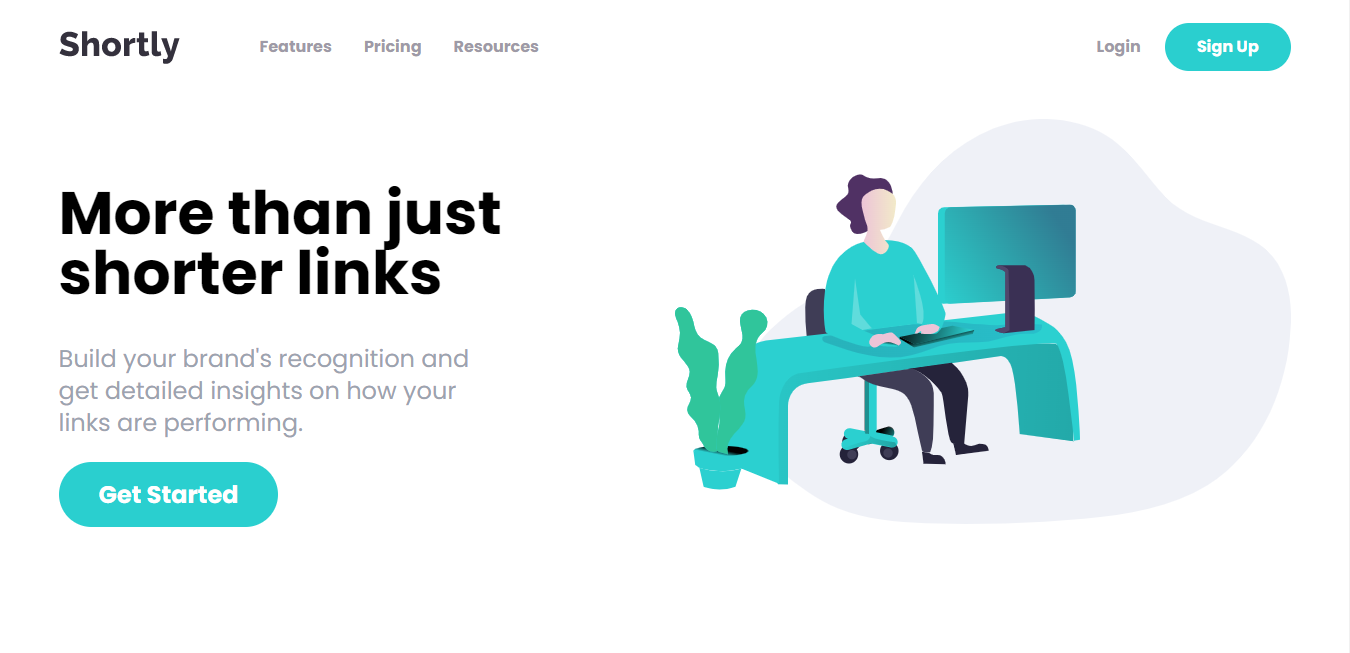 Shortly
Features
Pricing
Resources
Login
Sign Up
More than just
shorter links
Build your brand's recognition and
get detailed insights on how your
links are performing.
Get Started